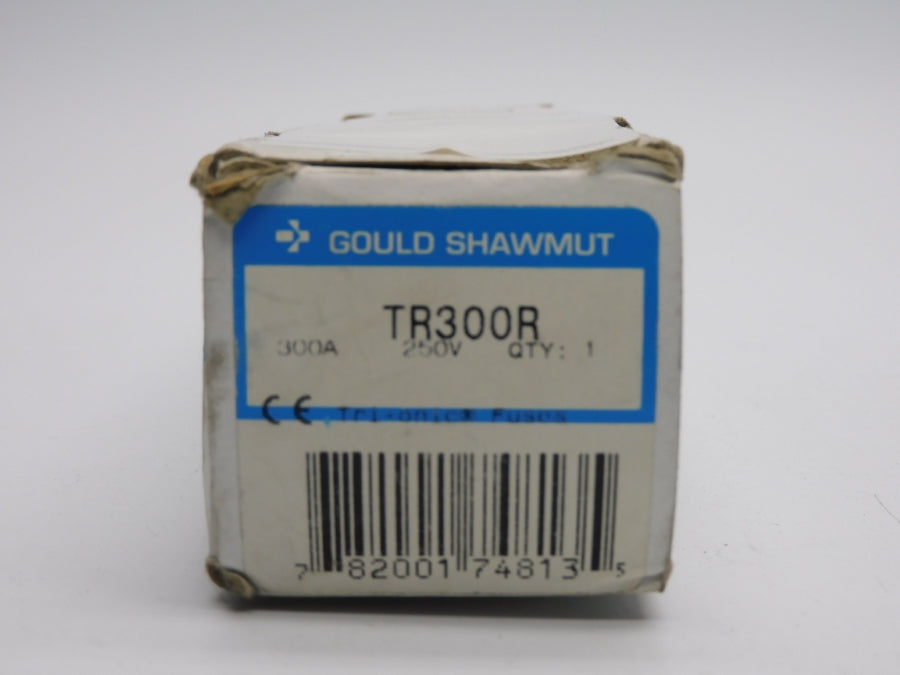 GOULD SHAWMUT
TR300R
300A 250V QTY: 1
CE Tri-onic® Fuses
7 82001 74813 5